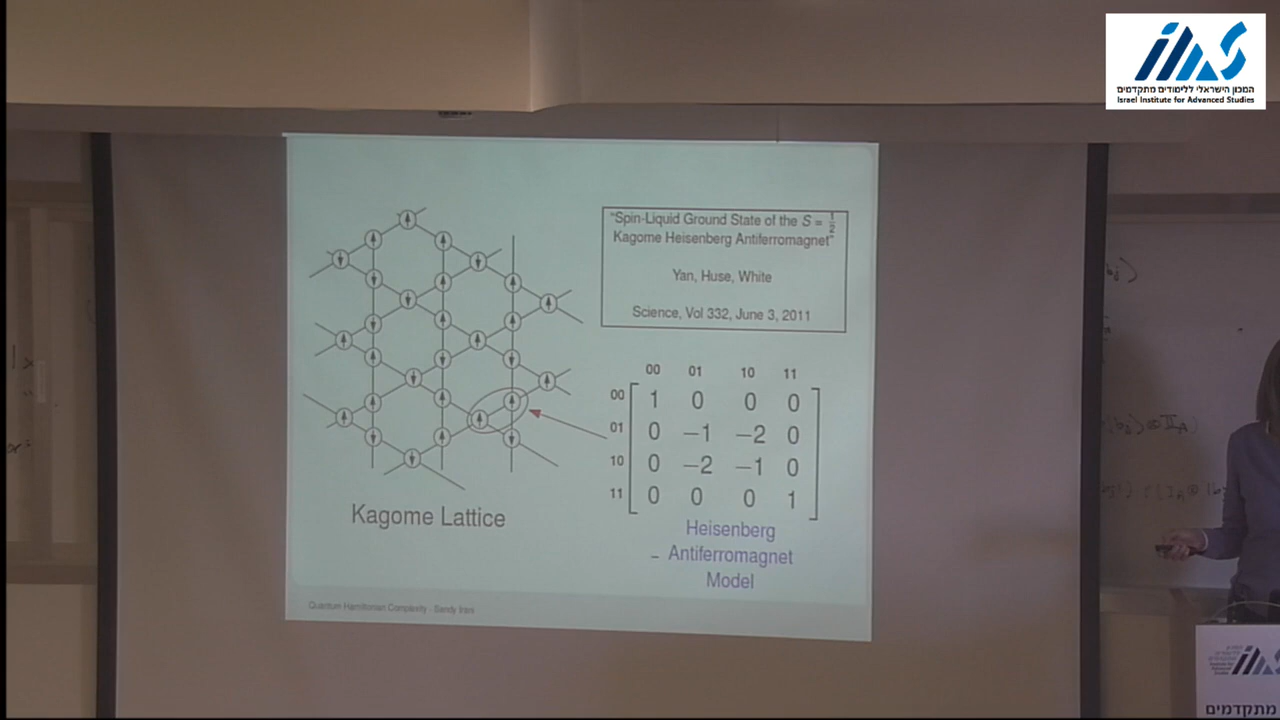 המכון הישראלי ללימודים מתקדמים
Israel Institute for Advanced Studies
"Spin-Liquid Ground State of the S = 1/2
Kagome Heisenberg Antiferromagnet"
Yan, Huse, White
Science, Vol 332, June 3, 2011
00 01 10 11
00 1 0 0 0
01 0 −1 −2 0
10 0 −2 −1 0
11 0 0 0 1
Kagome Lattice
Heisenberg
– Antiferromagnet
Model
Quantum Hamiltonian Complexity - Sandy Irani
מתקדמים